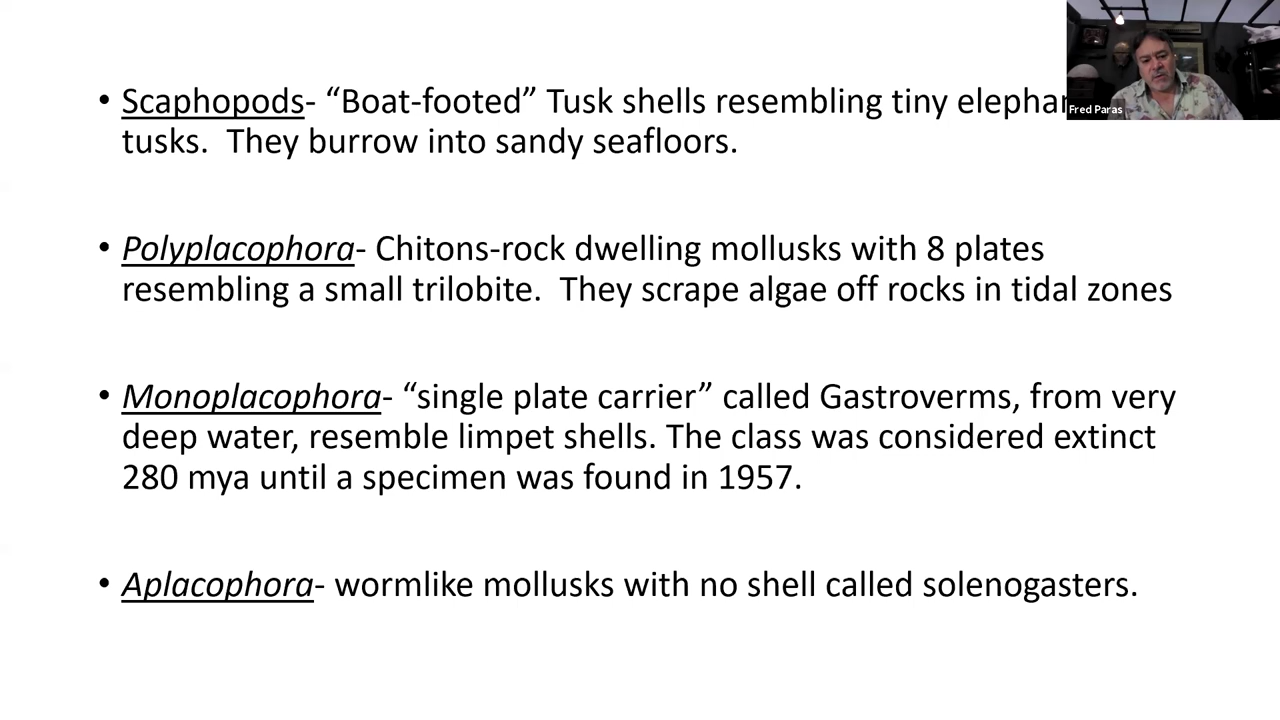 • Scaphopods- “Boat-footed” Tusk shells resembling tiny
tusks.  They burrow into sandy seafloors.
• Polyplacophora- Chitons-rock dwelling mollusks with 8 plates
resembling a small trilobite.  They scrape algae off rocks in tidal zones
• Monoplacophora- “single plate carrier” called Gastroverms, from very
deep water, resemble limpet shells. The class was considered extinct
280 mya until a specimen was found in 1957.
• Aplacophora- wormlike mollusks with no shell called solenogasters.
Fred Paras